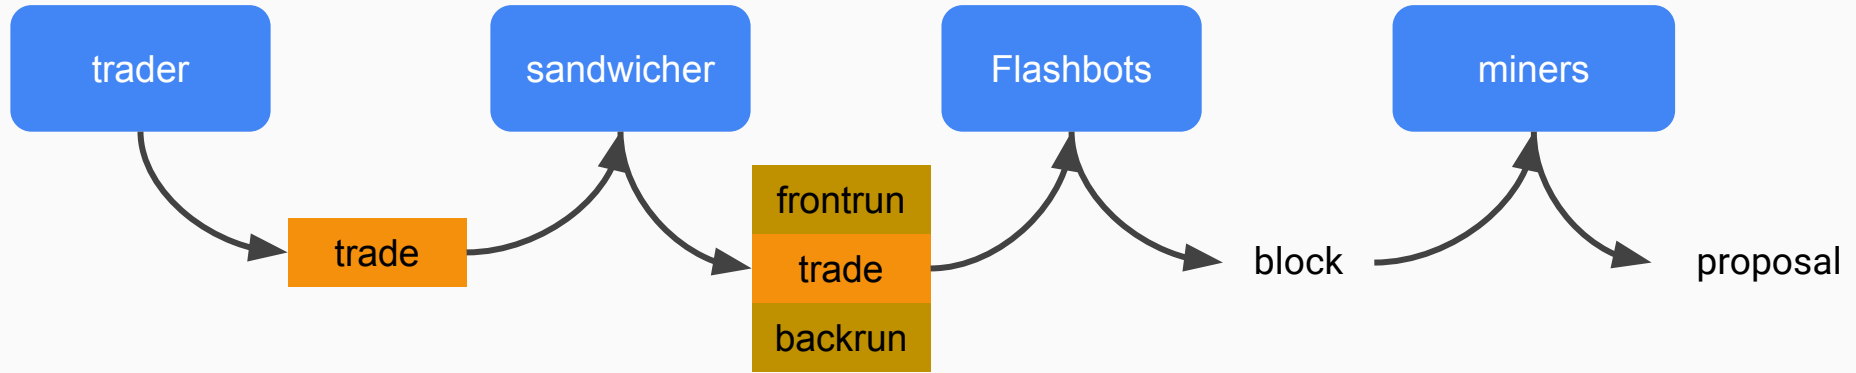 trader
sandwicher
Flashbots
miners
trade
frontrun
trade
backrun
block
proposal